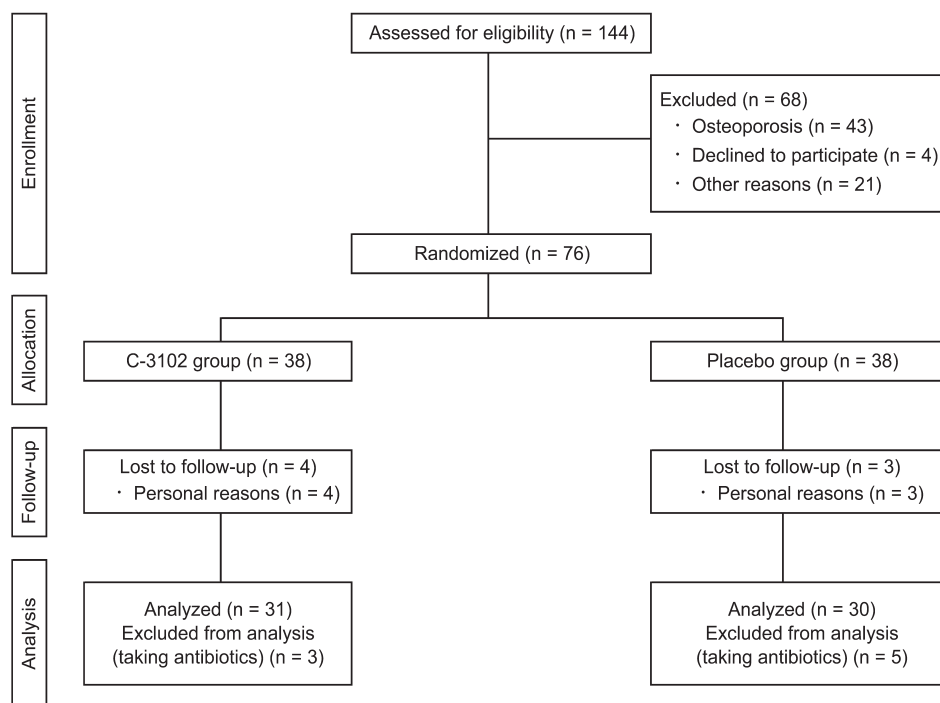 Enrollment
Assessed for eligibility (n = 144)
Excluded (n = 68)
· Osteoporosis (n = 43)
· Declined to participate (n = 4)
· Other reasons (n = 21)
Randomized (n = 76)
Allocation
C-3102 group (n = 38)
Placebo group (n = 38)
Follow-up
Lost to follow-up (n = 4)
· Personal reasons (n = 4)
Lost to follow-up (n = 3)
· Personal reasons (n = 3)
Analysis
Analyzed (n = 31)
Excluded from analysis
(taking antibiotics) (n = 3)
Analyzed (n = 30)
Excluded from analysis
(taking antibiotics) (n = 5)